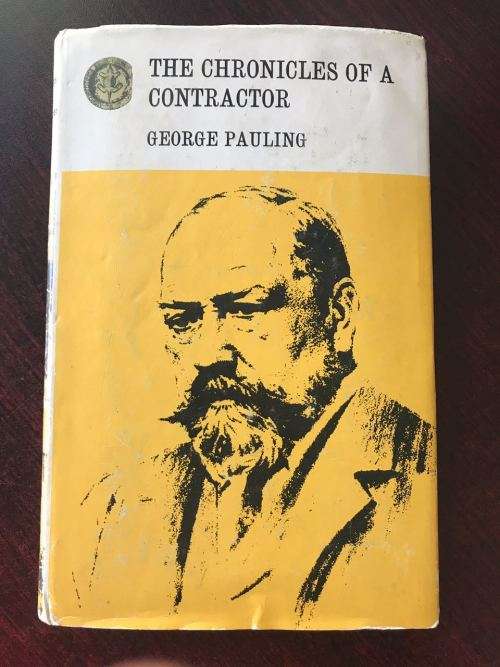 THE CHRONICLES OF A
CONTRACTOR
GEORGE PAULING